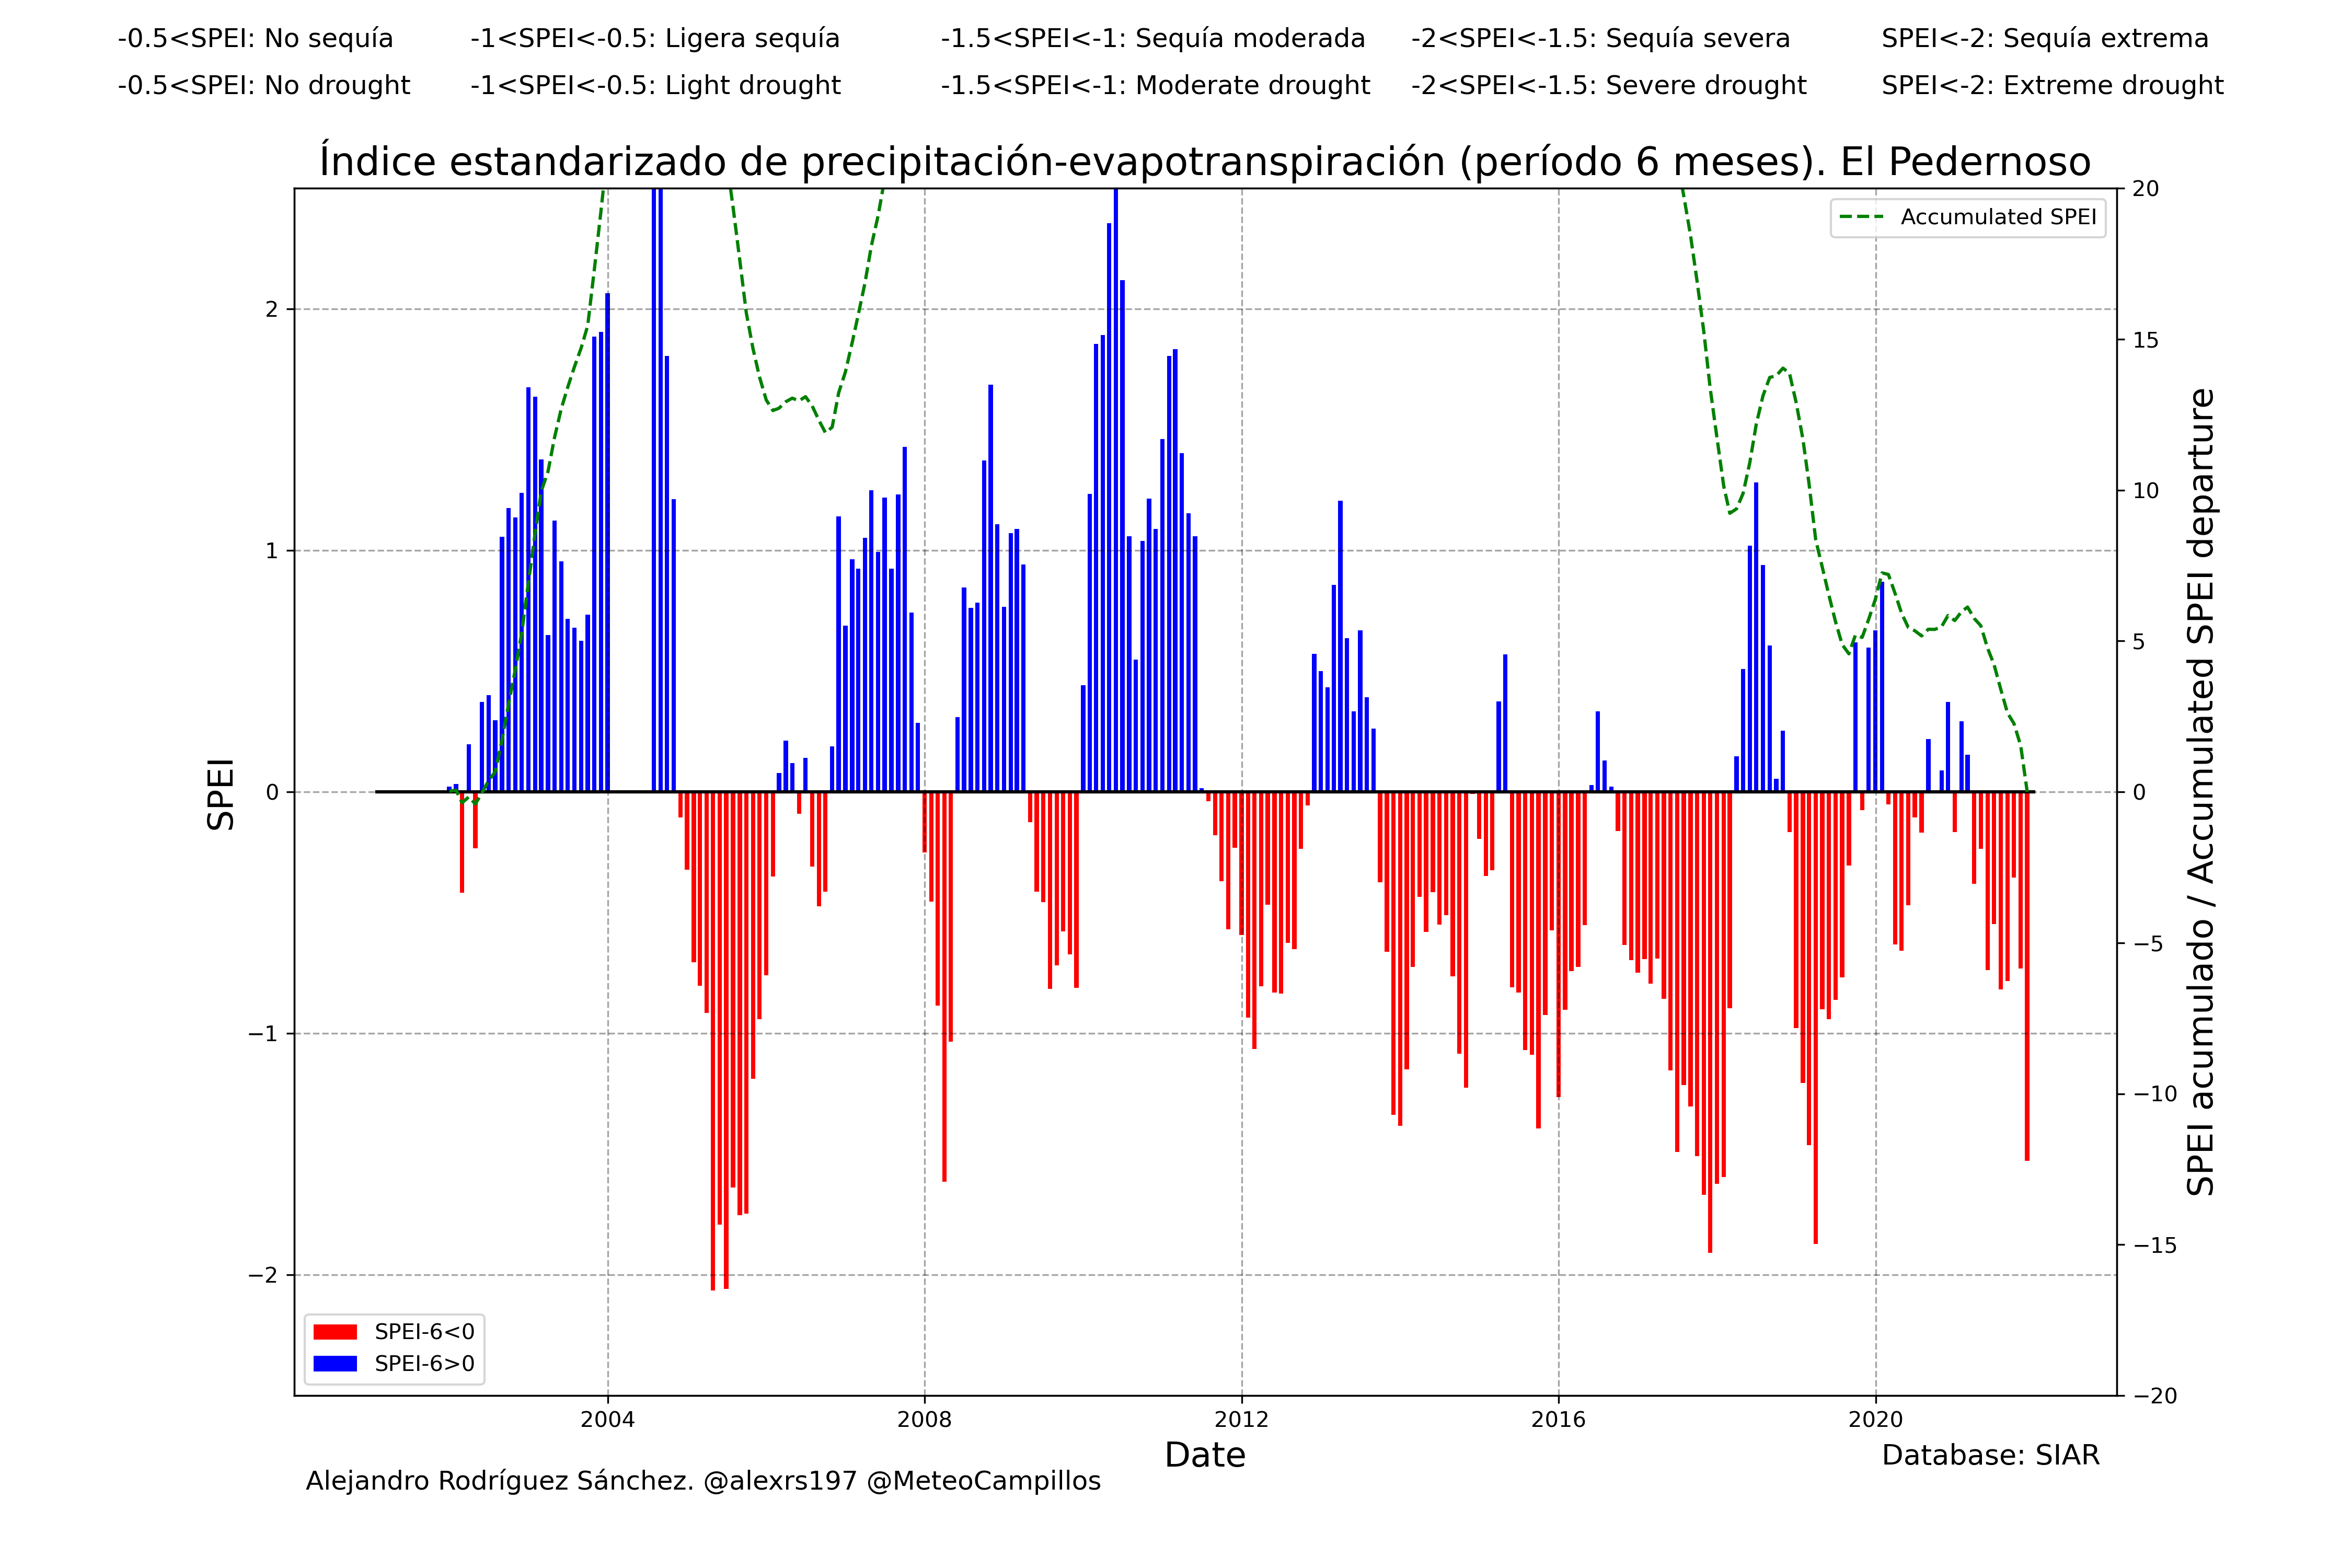 -0.5<SPEI: No sequía -1<SPEI<-0.5: Ligera sequía -1.5<SPEI<-1: Sequía moderada -2<SPEI<-1.5: Sequía severa SPEI<-2: Sequía extrema
-0.5<SPEI: No drought -1<SPEI<-0.5: Light drought -1.5<SPEI<-1: Moderate drought -2<SPEI<-1.5: Severe drought SPEI<-2: Extreme drought
Índice estandarizado de precipitación-evapotranspiración (período 6 meses). El Pedernoso
Accumulated SPEI
SPEI
2
1
0
−1
−2
20
15
10
5
0
−5
−10
−15
−20
SPEI acumulado / Accumulated SPEI departure
SPEI-6<0
SPEI-6>0
2004 2008 2012 2016 2020
Date
Database: SIAR
Alejandro Rodríguez Sánchez. @alexrs197 @MeteoCampillos